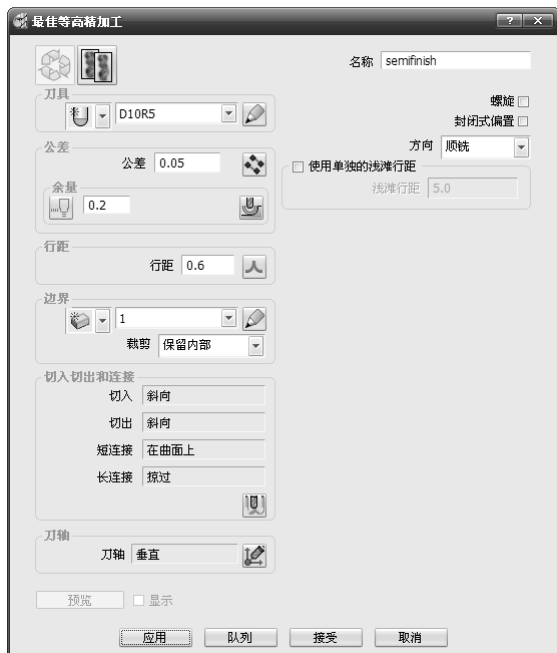 最佳等高精加工
名称 semifinish
刀具
D10R5
公差
公差 0.05
余量
0.2
行距
行距 0.6
边界
1
裁剪 保留内部
切入切出和连接
切入 斜向
切出 斜向
短连接 在曲面上
长连接 掠过
刀轴
刀轴 垂直
预览 显示
螺旋
封闭式偏置
方向 顺铣
使用单独的浅滩行距
浅滩行距 5.0
应用 队列 接受 取消